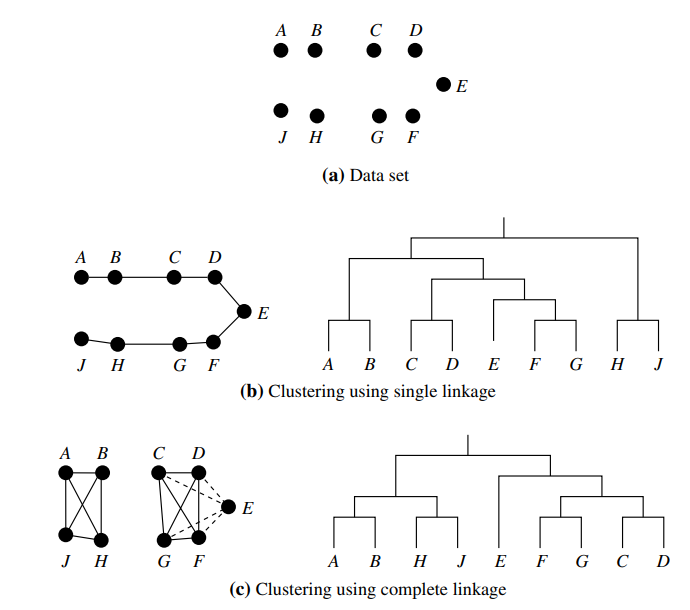 A B C D
E
J H G F
(a) Data set
A B C D
E
J H G F
A B C D E F G H J
(b) Clustering using single linkage
A B C D
E
J H G F
A B H J E F G C D
(c) Clustering using complete linkage